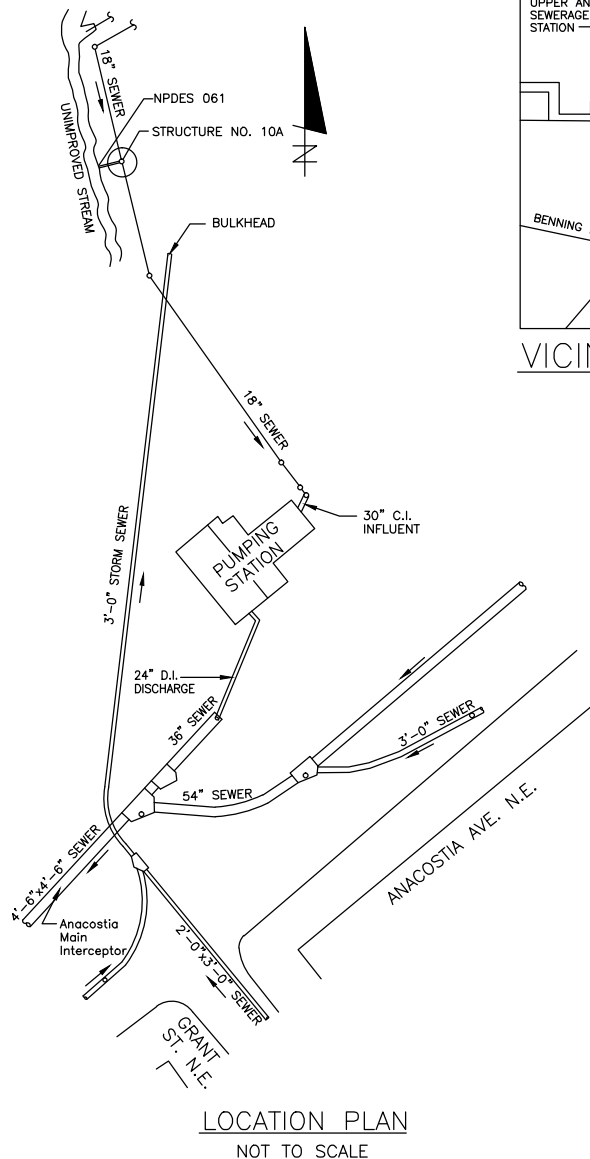 UPPER AN
SEWERAGE
STATION
18" SEWER
NPDES 061
STRUCTURE NO. 10A
UNIMPROVED STREAM
N
BULKHEAD
BENNING
VICIN
18" SEWER
30" C.I.
INFLUENT
PUMPING
STATION
3'-0" STORM SEWER
24" D.I.
DISCHARGE
36" SEWER
3'-0" SEWER
54" SEWER
ANACOSTIA AVE. N.E.
4'-6"x4'-6" SEWER
Anacostia
Main
Interceptor
2'-0"x3'-0" SEWER
GRANT
ST. N.E.
LOCATION PLAN
NOT TO SCALE